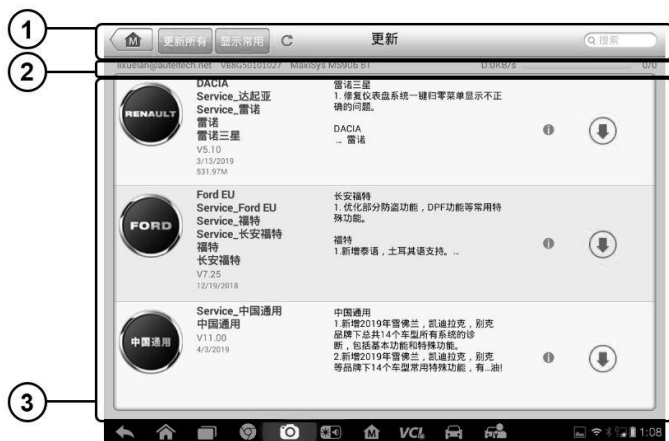 1
更新所有
显示常用
更新
搜索
2
lixuelan@auteltech.net VB8G50101027 MaxiSys MS906 BT D:0KB/s 0/0
RENAULT
DACIA
Service_达起亚
Service_雷诺
雷诺
雷诺三星
V5.10
3/13/2019
531.97M
雷诺三星
1. 修复仪表盘系统一键归零菜单显示不正
确的问题。
DACIA
... 雷诺
FORD
Ford EU
Service_Ford EU
Service_福特
Service_长安福特
福特
长安福特
V7.25
12/19/2018
长安福特
1. 优化部分防盗功能，DPF功能等常用特
殊功能。
福特
1.新增泰语，土耳其语支持。...
中国通用
Service_中国通用
中国通用
V11.00
4/3/2019
中国通用
1.新增2019年雪佛兰，凯迪拉克，别克
品牌下总共14个车型所有系统的诊
断，包括基本功能和特殊功能。
2.新增2019年雪佛兰，凯迪拉克，别克
等品牌下14个车型常用特殊功能，有...油!
3
M
VCI
1:08